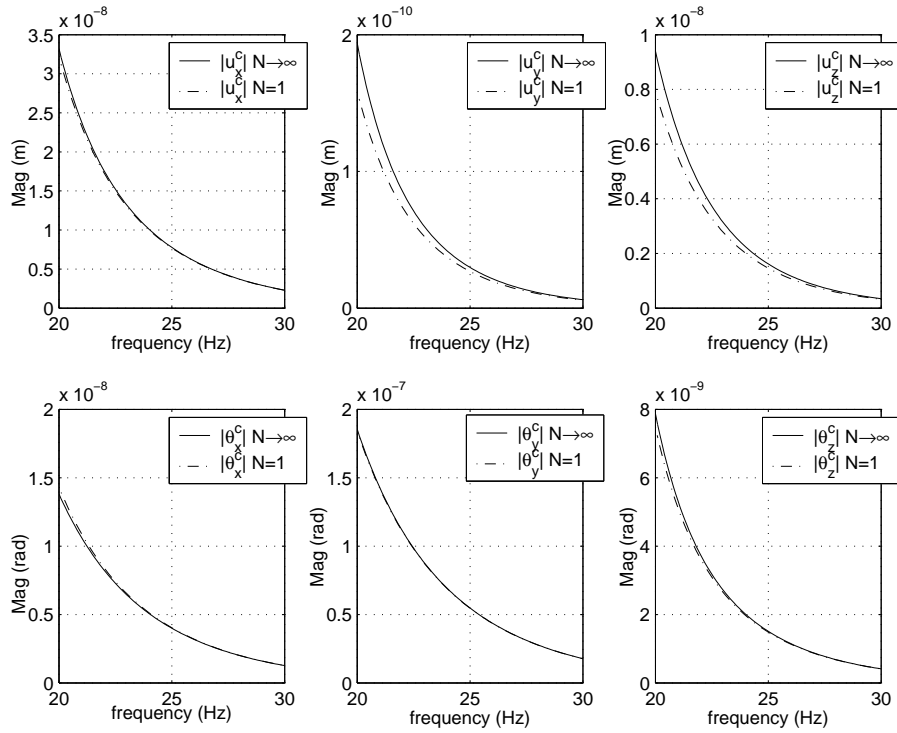 x 10^-8
3.5
3
2.5
2
1.5
1
0.5
0
Mag (m)
|u_x^c| N→∞
|u_x^c| N=1
20 25 30
frequency (Hz)
x 10^-10
2
1
0
Mag (m)
|u_y^c| N→∞
|u_y^c| N=1
20 25 30
frequency (Hz)
x 10^-8
1
0.8
0.6
0.4
0.2
0
Mag (m)
|u_z^c| N→∞
|u_z^c| N=1
20 25 30
frequency (Hz)
x 10^-8
2
1.5
1
0.5
0
Mag (rad)
|θ_x^c| N→∞
|θ_x^c| N=1
20 25 30
frequency (Hz)
x 10^-7
2
1.5
1
0.5
0
Mag (rad)
|θ_y^c| N→∞
|θ_y^c| N=1
20 25 30
frequency (Hz)
x 10^-9
8
6
4
2
0
Mag (rad)
|θ_z^c| N→∞
|θ_z^c| N=1
20 25 30
frequency (Hz)